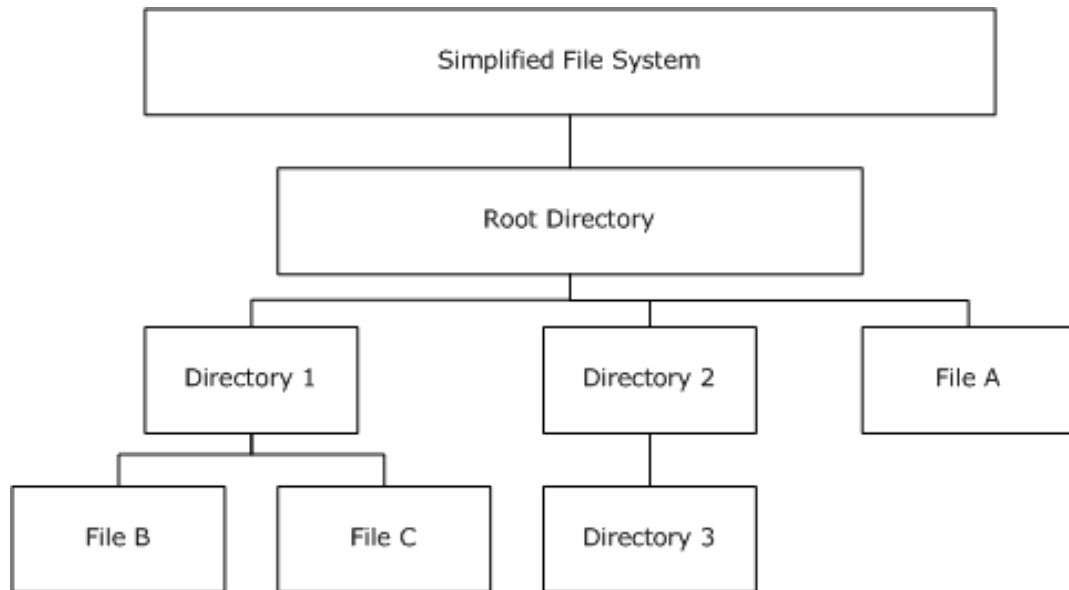 Simplified File System
Root Directory
Directory 1
Directory 2
File A
File B
File C
Directory 3